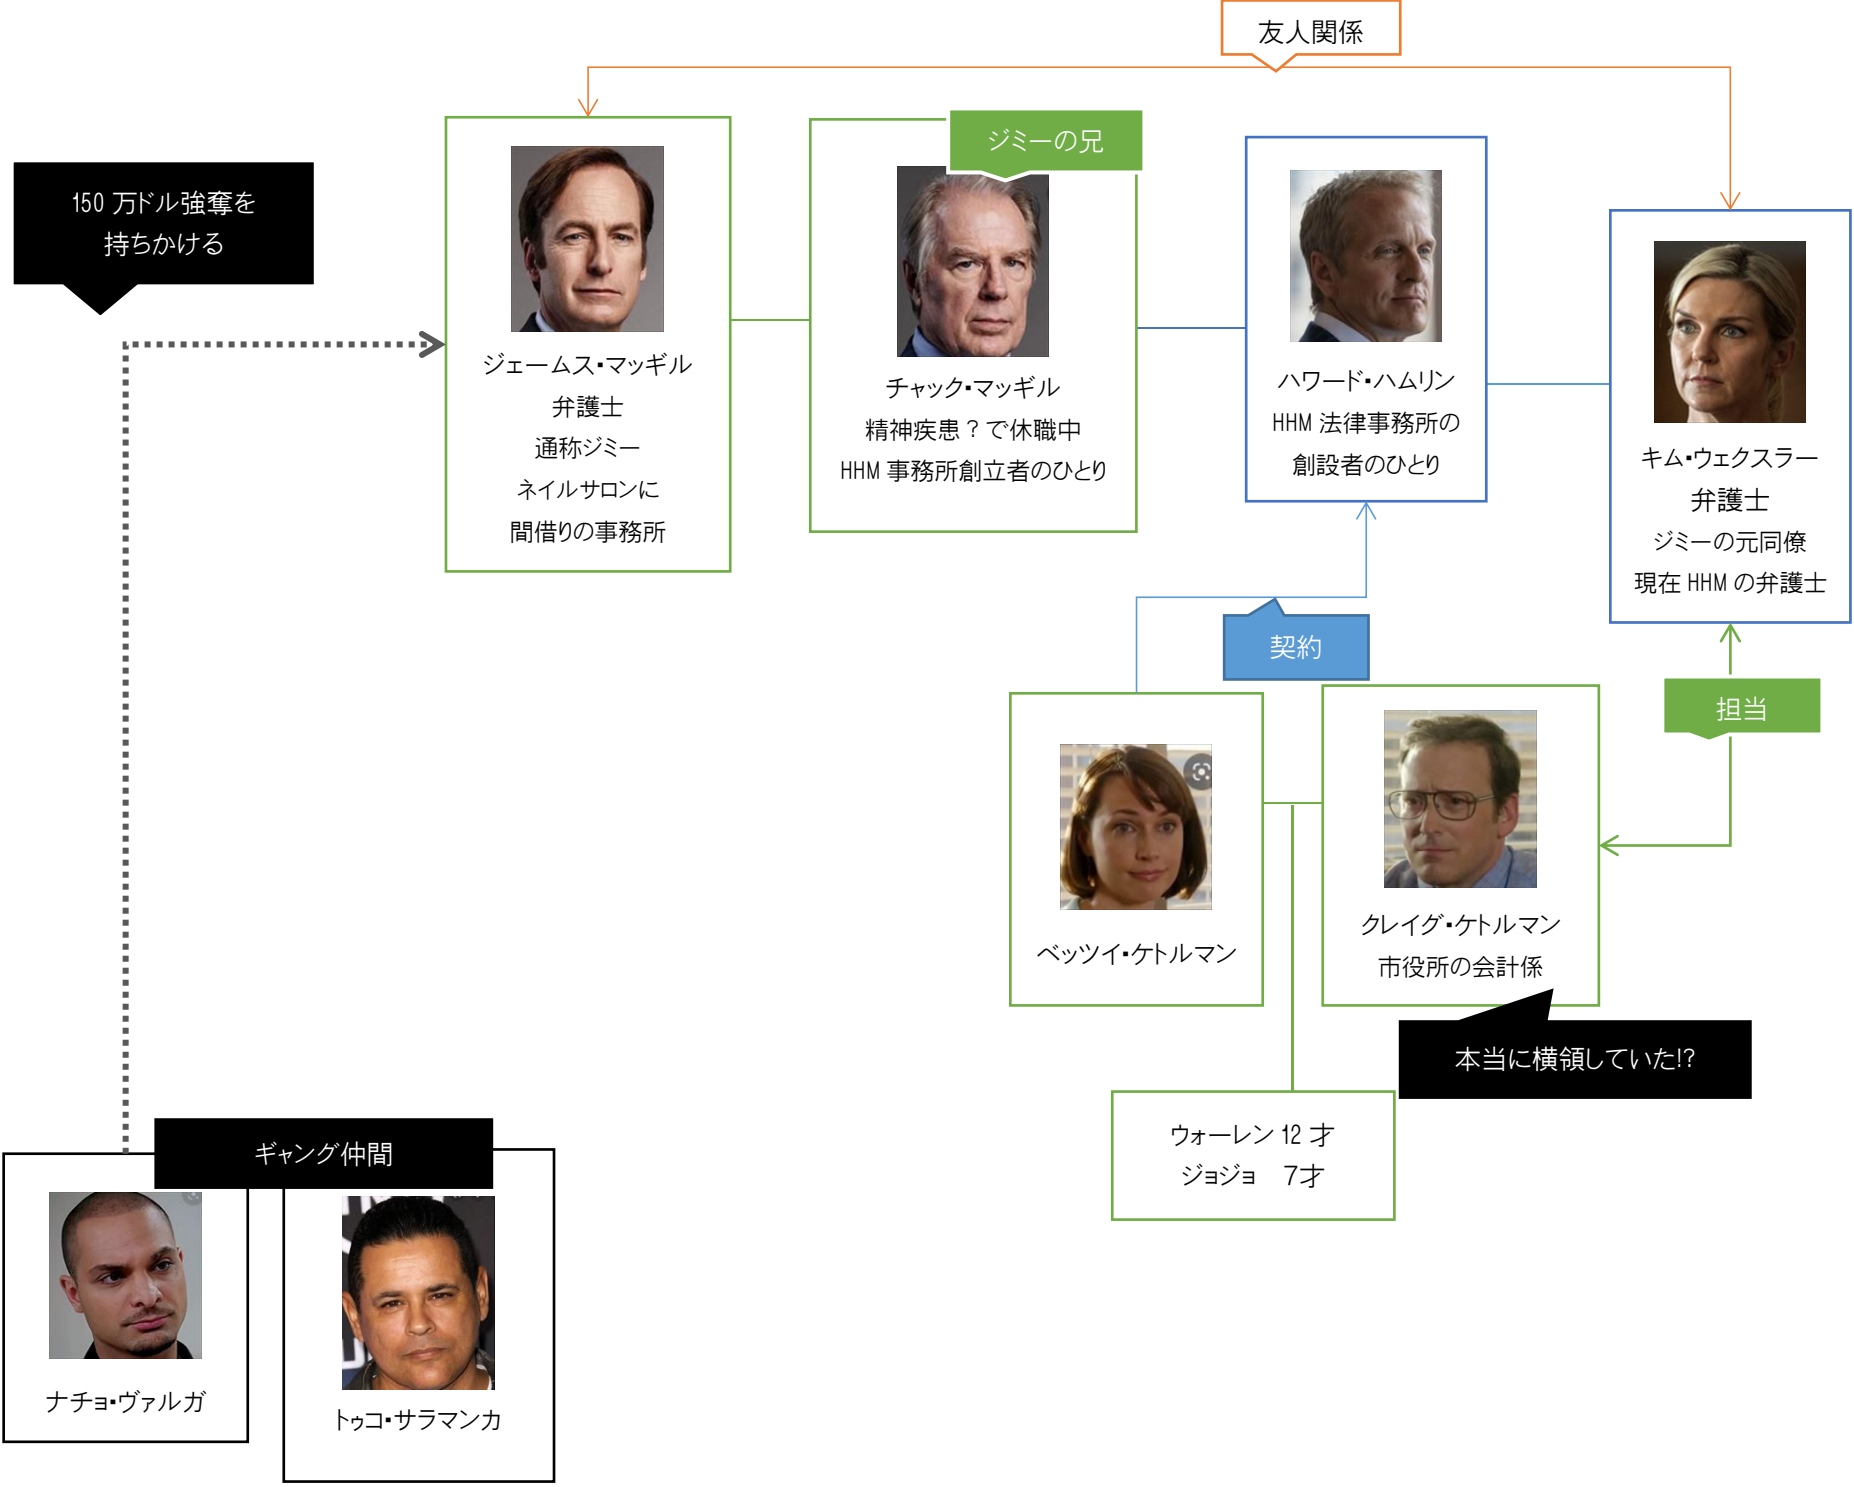 友人関係
ジミーの兄
150 万ドル強奪を
持ちかける
ジェームス・マッギル
弁護士
通称ジミー
ネイルサロンに
間借りの事務所
チャック・マッギル
精神疾患？で休職中
HHM 事務所創立者のひとり
ハワード・ハムリン
HHM 法律事務所の
創設者のひとり
キム・ウェクスラー
弁護士
ジミーの元同僚
現在 HHM の弁護士
契約
担当
ベッツイ・ケトルマン
クレイグ・ケトルマン
市役所の会計係
本当に横領していた!?
ウォーレン 12 才
ジョジョ　7才
ギャング仲間
ナチョ・ヴァルガ
トゥコ・サラマンカ